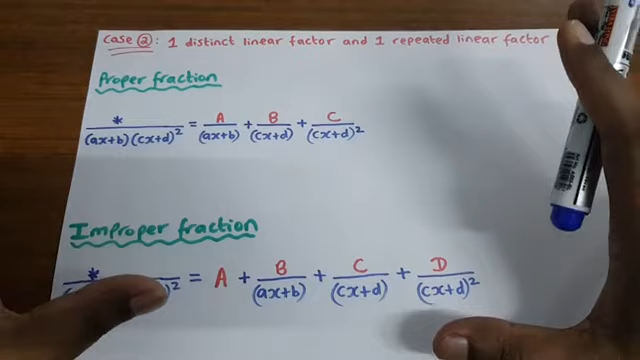 Case ②: 1 distinct linear factor and 1 repeated linear factor
Proper fraction
* / (ax+b)(cx+d)² = A/(ax+b) + B/(cx+d) + C/(cx+d)²
Improper fraction
* / )² = A + B/(ax+b) + C/(cx+d) + D/(cx+d)²